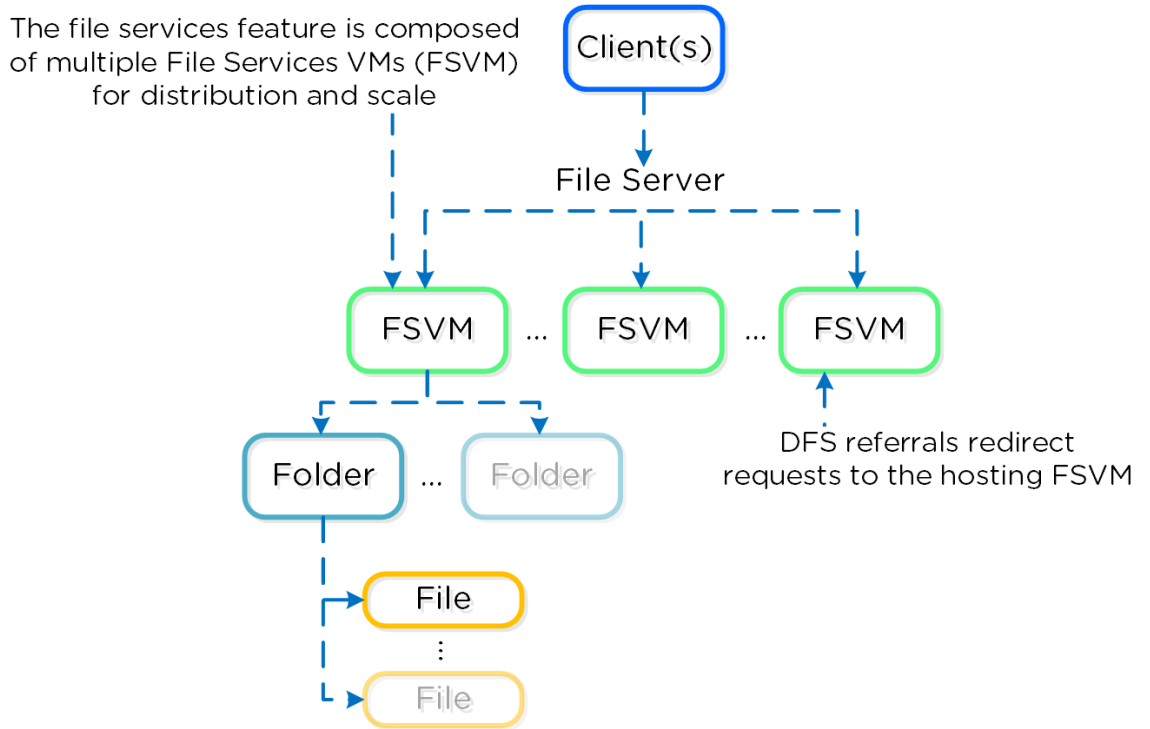 The file services feature is composed
of multiple File Services VMs (FSVM)
for distribution and scale
Client(s)
File Server
FSVM
...
FSVM
...
FSVM
Folder
...
Folder
DFS referrals redirect
requests to the hosting FSVM
File
...
File